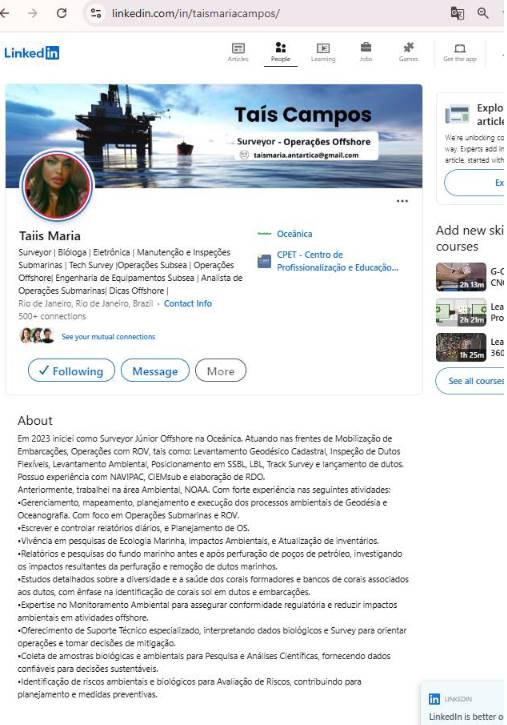 linkedin.com/in/taismariacampos/
Linked in
Articles
People
Learning
Jobs
Games
Get the app
Taís Campos
Surveyor - Operações Offshore
taismaria.antartica@gmail.com
Taiis Maria
Surveyor | Bióloga | Eletrônica | Manutenção e Inspeções
Submarinas | Tech Survey |Operações Subsea | Operações
Offshore| Engenharia de Equipamentos Subsea | Analista de
Operações Submarinas| Dicas Offshore |
Rio de Janeiro, Rio de Janeiro, Brazil · Contact Info
500+ connections
See your mutual connections
Following
Message
More
Oceânica
CPET - Centro de
Profissionalização e Educação...
About
Em 2023 iniciei como Surveyor Júnior Offshore na Oceânica. Atuando nas frentes de Mobilização de
Embarcações, Operações com ROV, tais como: Levantamento Geodésico Cadastral, Inspeção de Dutos
Flexíveis, Levantamento Ambiental, Posicionamento em SSBL, LBL, Track Survey e lançamento de dutos.
Possuo experiência com NAVIPAC, CIEMsub e elaboração de RDO.
Anteriormente, trabalhei na área Ambiental, NOAA. Com forte experiência nas seguintes atividades:
•Gerenciamento, mapeamento, planejamento e execução dos processos ambientais de Geodésia e
Oceanografia. Com foco em Operações Submarinas e ROV.
•Escrever e controlar relatórios diários, e Planejamento de OS.
•Vivência em pesquisas de Ecologia Marinha, Impactos Ambientais, e Atualização de inventários.
•Relatórios e pesquisas do fundo marinho antes e após perfuração de poços de petróleo, investigando
os impactos resultantes da perfuração e remoção de dutos marinhos.
•Estudos detalhados sobre a diversidade e a saúde dos corais formadores e bancos de corais associados
aos dutos, com ênfase na identificação de corais sol em dutos e embarcações.
•Expertise no Monitoramento Ambiental para assegurar conformidade regulatória e reduzir impactos
ambientais em atividades offshore.
•Oferecimento de Suporte Técnico especializado, interpretando dados biológicos e Survey para orientar
operações e tomar decisões de mitigação.
•Coleta de amostras biológicas e ambientais para Pesquisa e Análises Científicas, fornecendo dados
confiáveis para decisões sustentáveis.
•Identificação de riscos ambientais e biológicos para Avaliação de Riscos, contribuindo para
planejamento e medidas preventivas.
Explo
article
We're unlocking co
way. Experts add in
article, started with
Ex
Add new ski
courses
2h 13m
G-C
CNC
2h 21m
Lea
Pro
1h 25m
Lea
360
See all courses
LINKEDIN
LinkedIn is better o